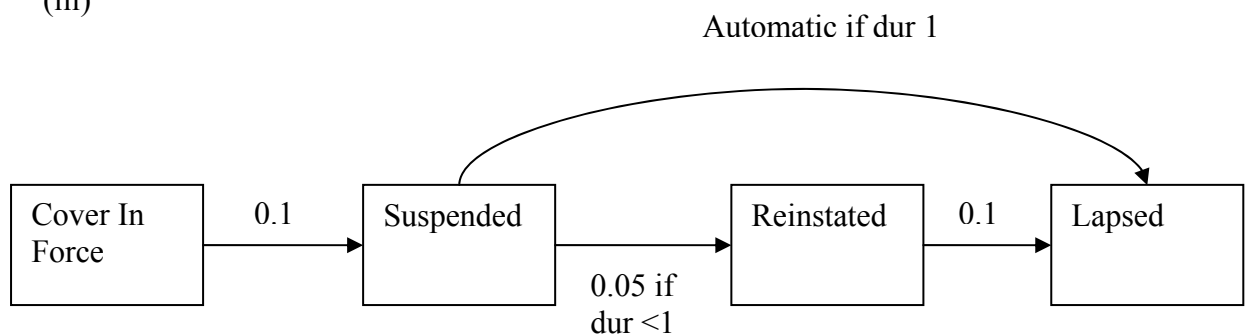 (iii)
Automatic if dur 1
Cover In
Force
0.1
Suspended
0.05 if
dur <1
Reinstated
0.1
Lapsed